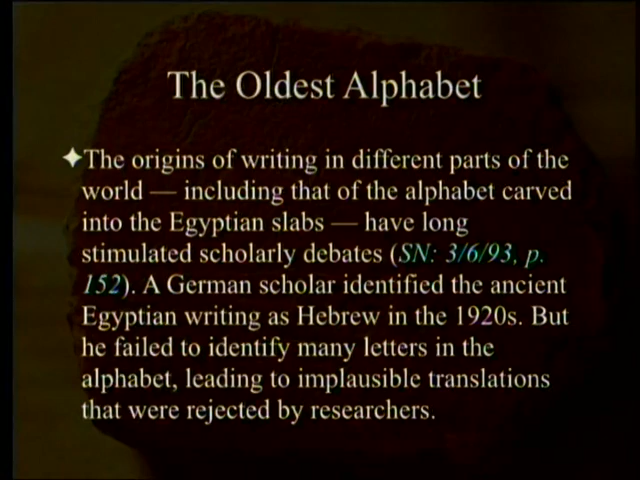 The Oldest Alphabet
✦The origins of writing in different parts of the
world — including that of the alphabet carved
into the Egyptian slabs — have long
stimulated scholarly debates (SN: 3/6/93, p.
152). A German scholar identified the ancient
Egyptian writing as Hebrew in the 1920s. But
he failed to identify many letters in the
alphabet, leading to implausible translations
that were rejected by researchers.